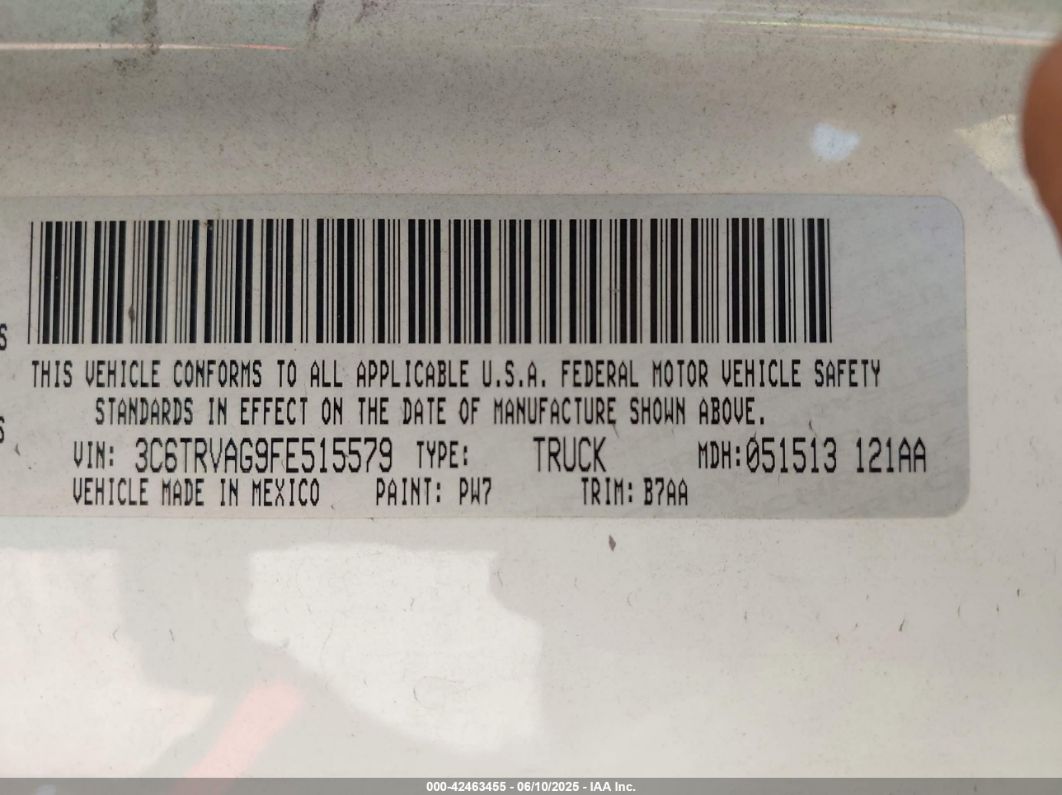 S
THIS VEHICLE CONFORMS TO ALL APPLICABLE U.S.A. FEDERAL MOTOR VEHICLE SAFETY
S
STANDARDS IN EFFECT ON THE DATE OF MANUFACTURE SHOWN ABOVE.
VIN: 3C6TRVAG9FE515579 TYPE: TRUCK MDH:051513 121AA
VEHICLE MADE IN MEXICO PAINT: PW7 TRIM: B7AA
000-42463455 - 06/10/2025 - IAA Inc.